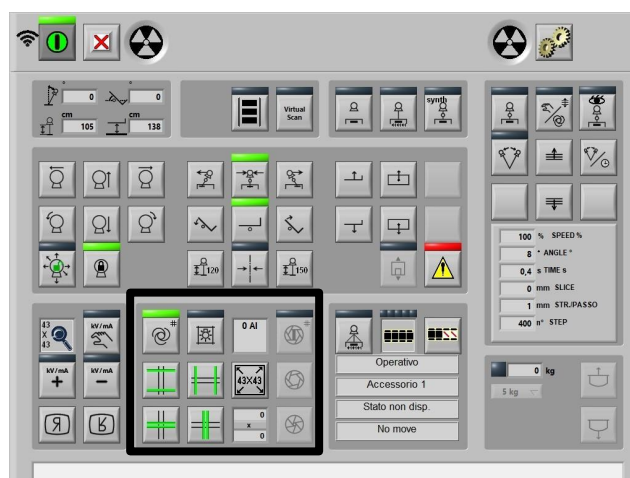 ° °
0 0
cm cm
105 138
Virtual
Scan
synth
120 150
100 % SPEED %
8 ° ANGLE °
0,4 s TIME s
0 mm SLICE
1 mm STR./PASSO
400 n° STEP
43
X
43
kV/mA
kV/mA
+
kV/mA
−
R
R
#
0 AI
#
43X43
0
x
0
Operativo
Accessorio 1
Stato non disp.
No move
0 kg
5 kg